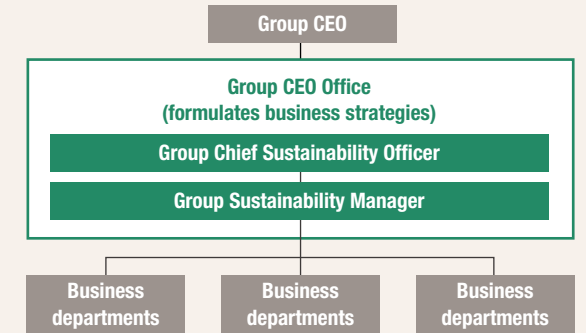 Group CEO
Group CEO Office
(formulates business strategies)
Group Chief Sustainability Officer
Group Sustainability Manager
Business
departments
Business
departments
Business
departments